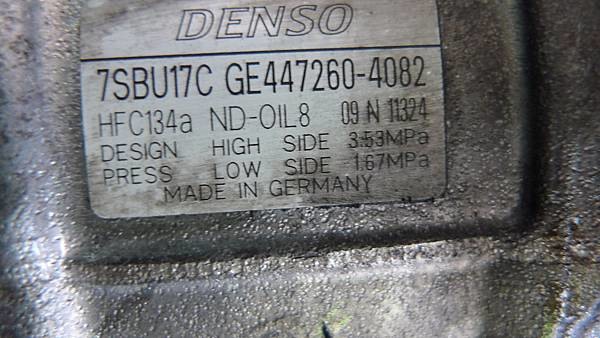 DENSO
7SBU17C GE447260-4082
HFC134a ND-OIL8 09 N 11324
DESIGN HIGH SIDE 3.53MPa
PRESS LOW SIDE 1.67MPa
MADE IN GERMANY